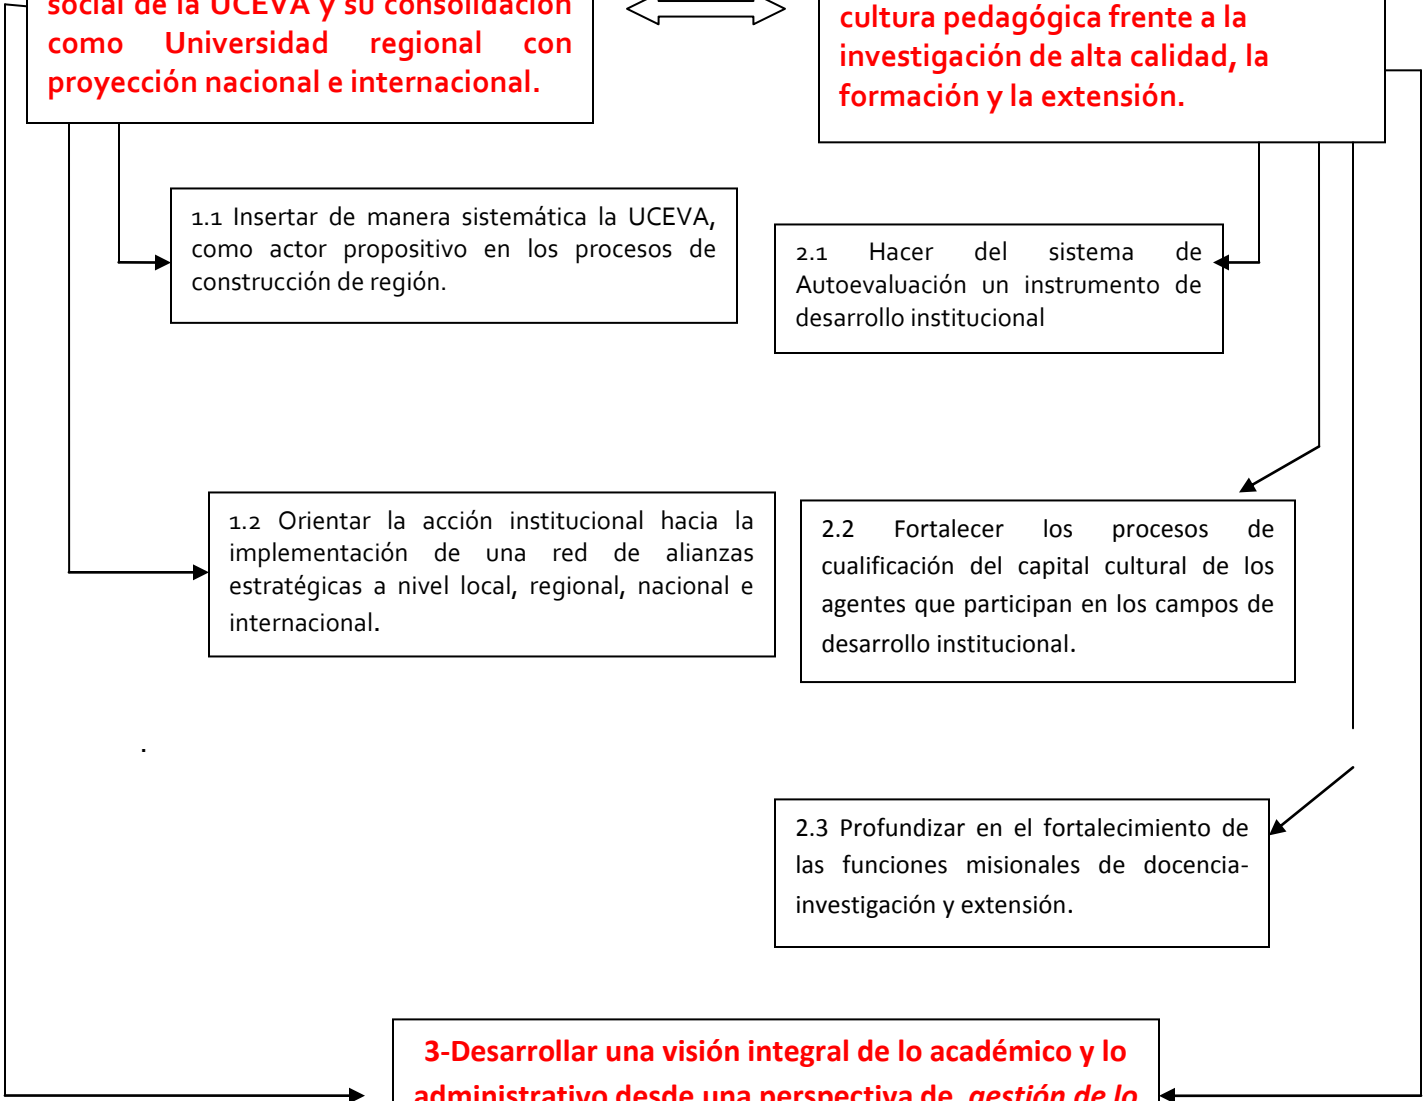 social de la UCEVA y su consolidación
como Universidad regional con
proyección nacional e internacional.
cultura pedagógica frente a la
investigación de alta calidad, la
formación y la extensión.
1.1 Insertar de manera sistemática la UCEVA,
como actor propositivo en los procesos de
construcción de región.
2.1 Hacer del sistema de
Autoevaluación un instrumento de
desarrollo institucional
1.2 Orientar la acción institucional hacia la
implementación de una red de alianzas
estratégicas a nivel local, regional, nacional e
internacional.
2.2 Fortalecer los procesos de
cualificación del capital cultural de los
agentes que participan en los campos de
desarrollo institucional.
.
2.3 Profundizar en el fortalecimiento de
las funciones misionales de docencia-
investigación y extensión.
3-Desarrollar una visión integral de lo académico y lo
administrativo desde una perspectiva de gestión de lo